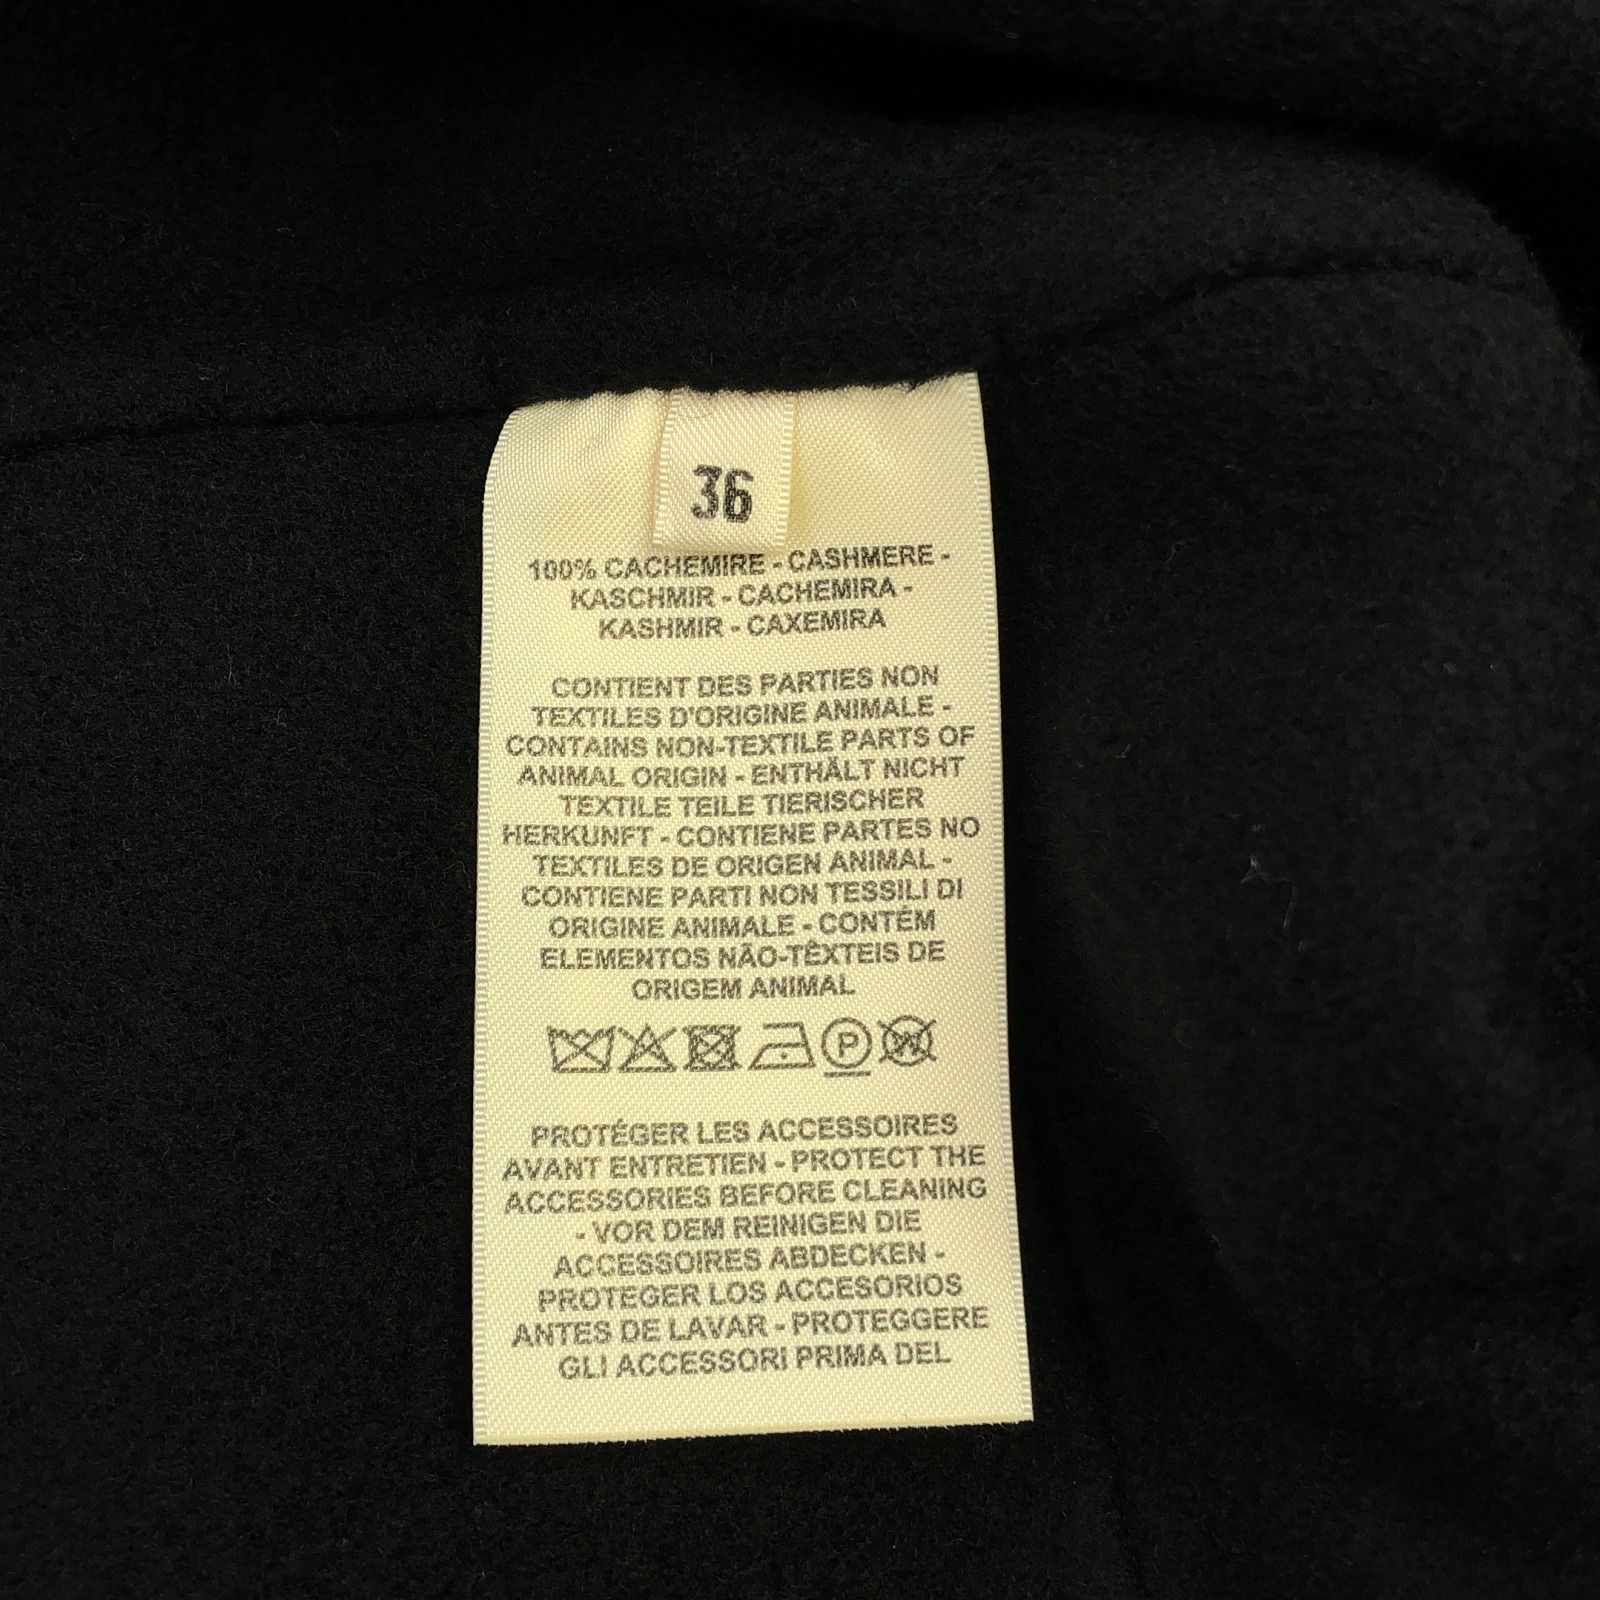 36
100% CACHEMIRE - CASHMERE -
KASCHMIR - CACHEMIRA -
KASHMIR - CAXEMIRA
CONTIENT DES PARTIES NON
TEXTILES D'ORIGINE ANIMALE -
CONTAINS NON-TEXTILE PARTS OF
ANIMAL ORIGIN - ENTHÄLT NICHT
TEXTILE TEILE TIERISCHER
HERKUNFT - CONTIENE PARTES NO
TEXTILES DE ORIGEN ANIMAL -
CONTIENE PARTI NON TESSILI DI
ORIGINE ANIMALE - CONTÉM
ELEMENTOS NÃO-TÊXTEIS DE
ORIGEM ANIMAL
P W
PROTÉGER LES ACCESSOIRES
AVANT ENTRETIEN - PROTECT THE
ACCESSORIES BEFORE CLEANING
- VOR DEM REINIGEN DIE
ACCESSOIRES ABDECKEN -
PROTEGER LOS ACCESORIOS
ANTES DE LAVAR - PROTEGGERE
GLI ACCESSORI PRIMA DEL